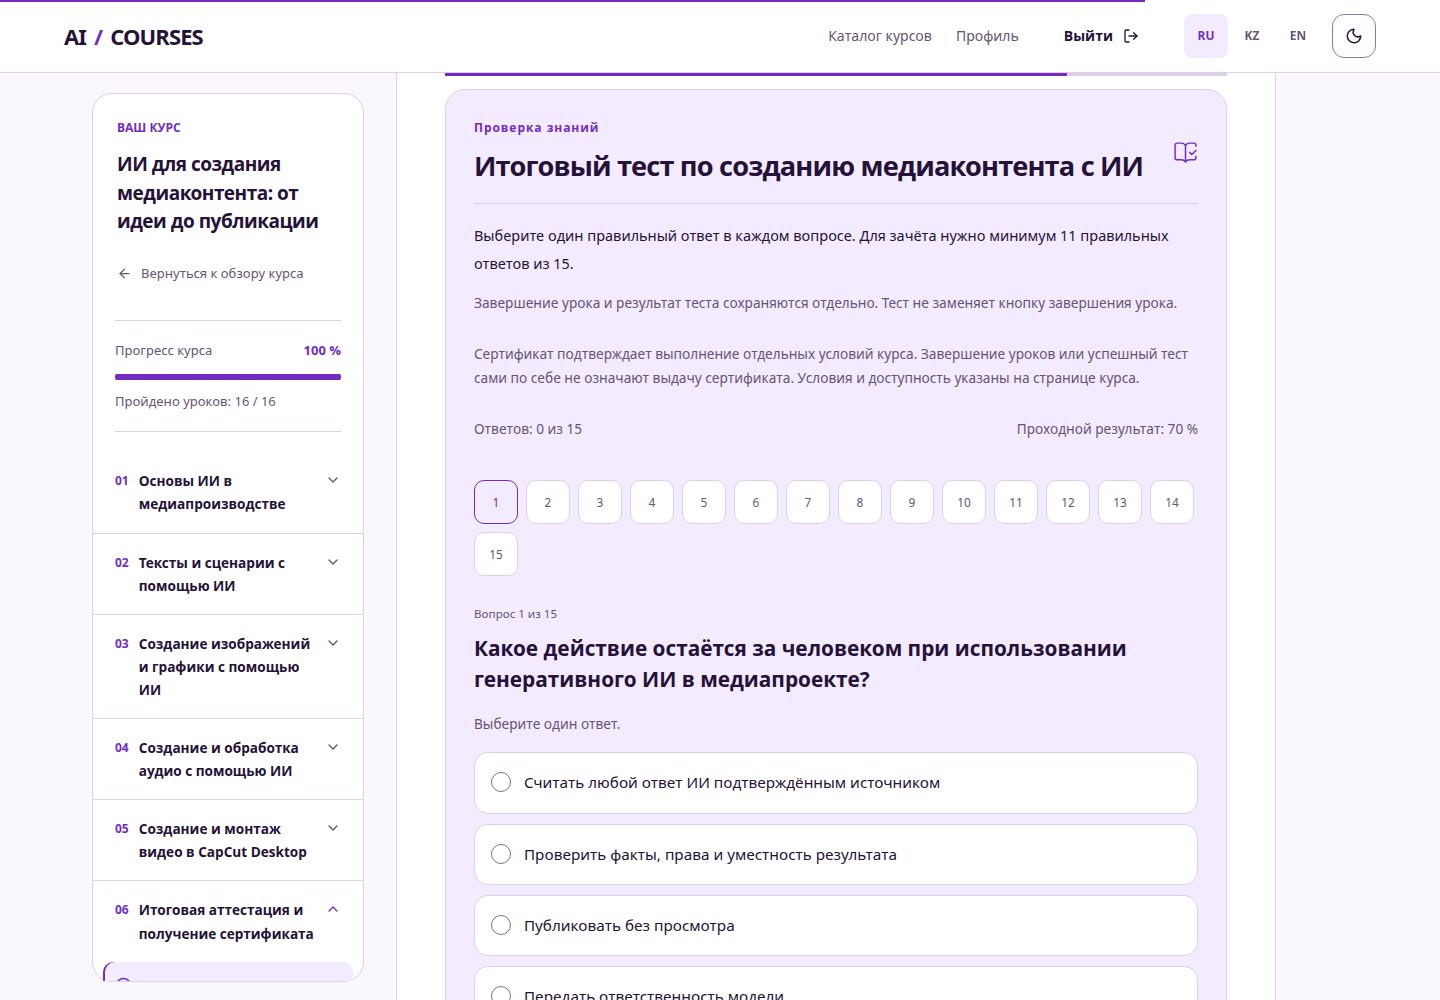 AI / COURSES
Каталог курсов
Профиль
Выйти
RU
KZ
EN
ВАШ КУРС
ИИ для создания
медиаконтента: от
идеи до публикации
Вернуться к обзору курса
Прогресс курса
100 %
Пройдено уроков: 16 / 16
01 Основы ИИ в
медиапроизводстве
02 Тексты и сценарии с
помощью ИИ
03 Создание изображений
и графики с помощью
ИИ
04 Создание и обработка
аудио с помощью ИИ
05 Создание и монтаж
видео в CapCut Desktop
06 Итоговая аттестация и
получение сертификата
Проверка знаний
Итоговый тест по созданию медиаконтента с ИИ
Выберите один правильный ответ в каждом вопросе. Для зачёта нужно минимум 11 правильных
ответов из 15.
Завершение урока и результат теста сохраняются отдельно. Тест не заменяет кнопку завершения урока.
Сертификат подтверждает выполнение отдельных условий курса. Завершение уроков или успешный тест
сами по себе не означают выдачу сертификата. Условия и доступность указаны на странице курса.
Ответов: 0 из 15
Проходной результат: 70 %
1 2 3 4 5 6 7 8 9 10 11 12 13 14
15
Вопрос 1 из 15
Какое действие остаётся за человеком при использовании
генеративного ИИ в медиапроекте?
Выберите один ответ.
Считать любой ответ ИИ подтверждённым источником
Проверить факты, права и уместность результата
Публиковать без просмотра
Передать ответственность модели